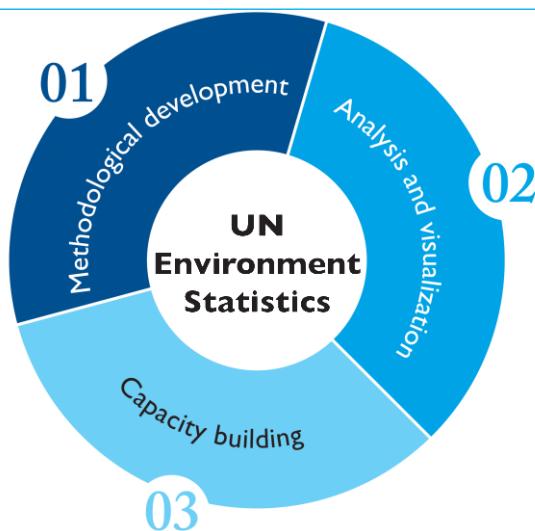 01
Methodological development
02
Analysis and visualization
UN
Environment
Statistics
Capacity building
03